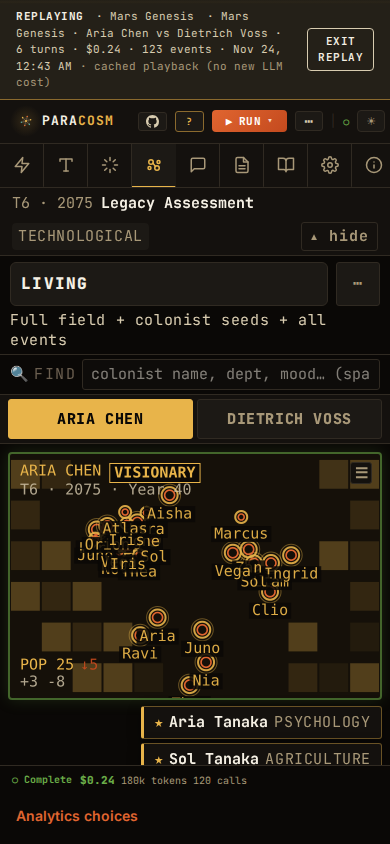 REPLAYING · Mars Genesis · Mars
Genesis · Aria Chen vs Dietrich Voss ·
6 turns · $0.24 · 123 events · Nov 24,
12:43 AM · cached playback (no new LLM
cost)
EXIT
REPLAY
PARACOSM
?
▶ RUN ▾
⋯
T6 · 2075 Legacy Assessment
TECHNOLOGICAL
▴ hide
LIVING
⋯
Full field + colonist seeds + all
events
FIND
colonist name, dept, mood… (spa
ARIA CHEN
DIETRICH VOSS
ARIA CHEN VISIONARY
T6 · 2075 · Year 40
Aisha
Atlas
Iris
Sol
Iris
Marcus
Vega
Ingrid
Sol
Clio
Aria
Ravi
Juno
Nia
POP 25 ↓5
+3 -8
★ Aria Tanaka PSYCHOLOGY
★ Sol Tanaka AGRICULTURE
○ Complete $0.24 180k tokens 120 calls
Analytics choices